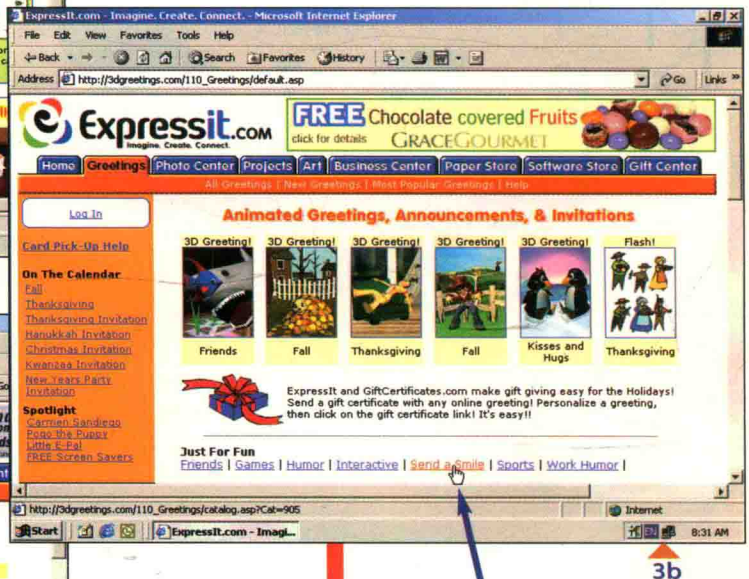 ExpressIt.com - Imagine. Create. Connect. - Microsoft Internet Explorer
File Edit View Favorites Tools Help
Back Search Favorites History
Address http://3dgreetings.com/110_Greetings/default.asp Go Links »
Expressit.COM
Imagine. Create. Connect.
FREE Chocolate covered Fruits
click for details GRACEGOURMET
Home Greetings Photo Center Projects Art Business Center Paper Store Software Store Gift Center
All Greetings | New Greetings | Most Popular Greetings | Help
Log In
Card Pick-Up Help
On The Calendar
Fall
Thanksgiving
Thanksgiving Invitation
Hanukkah Invitation
Christmas Invitation
Kwanzaa Invitation
New Years Party
Invitation
Spotlight
Carmen Sandiego
Pogo the Puppy
Little E-Pal
FREE Screen Savers
Animated Greetings, Announcements, & Invitations
3D Greeting! 3D Greeting! 3D Greeting! 3D Greeting! 3D Greeting! Flash!
Friends Fall Thanksgiving Fall Kisses and Hugs Thanksgiving
ExpressIt and GiftCertificates.com make gift giving easy for the Holidays!
Send a gift certificate with any online greeting! Personalize a greeting,
then click on the gift certificate link! It's easy!!
Just For Fun
Friends | Games | Humor | Interactive | Send a Smile | Sports | Work Humor |
http://3dgreetings.com/110_Greetings/catalog.asp?Cat=905 Internet
Start ExpressIt.com - Imagi... EN 8:31 AM
3b